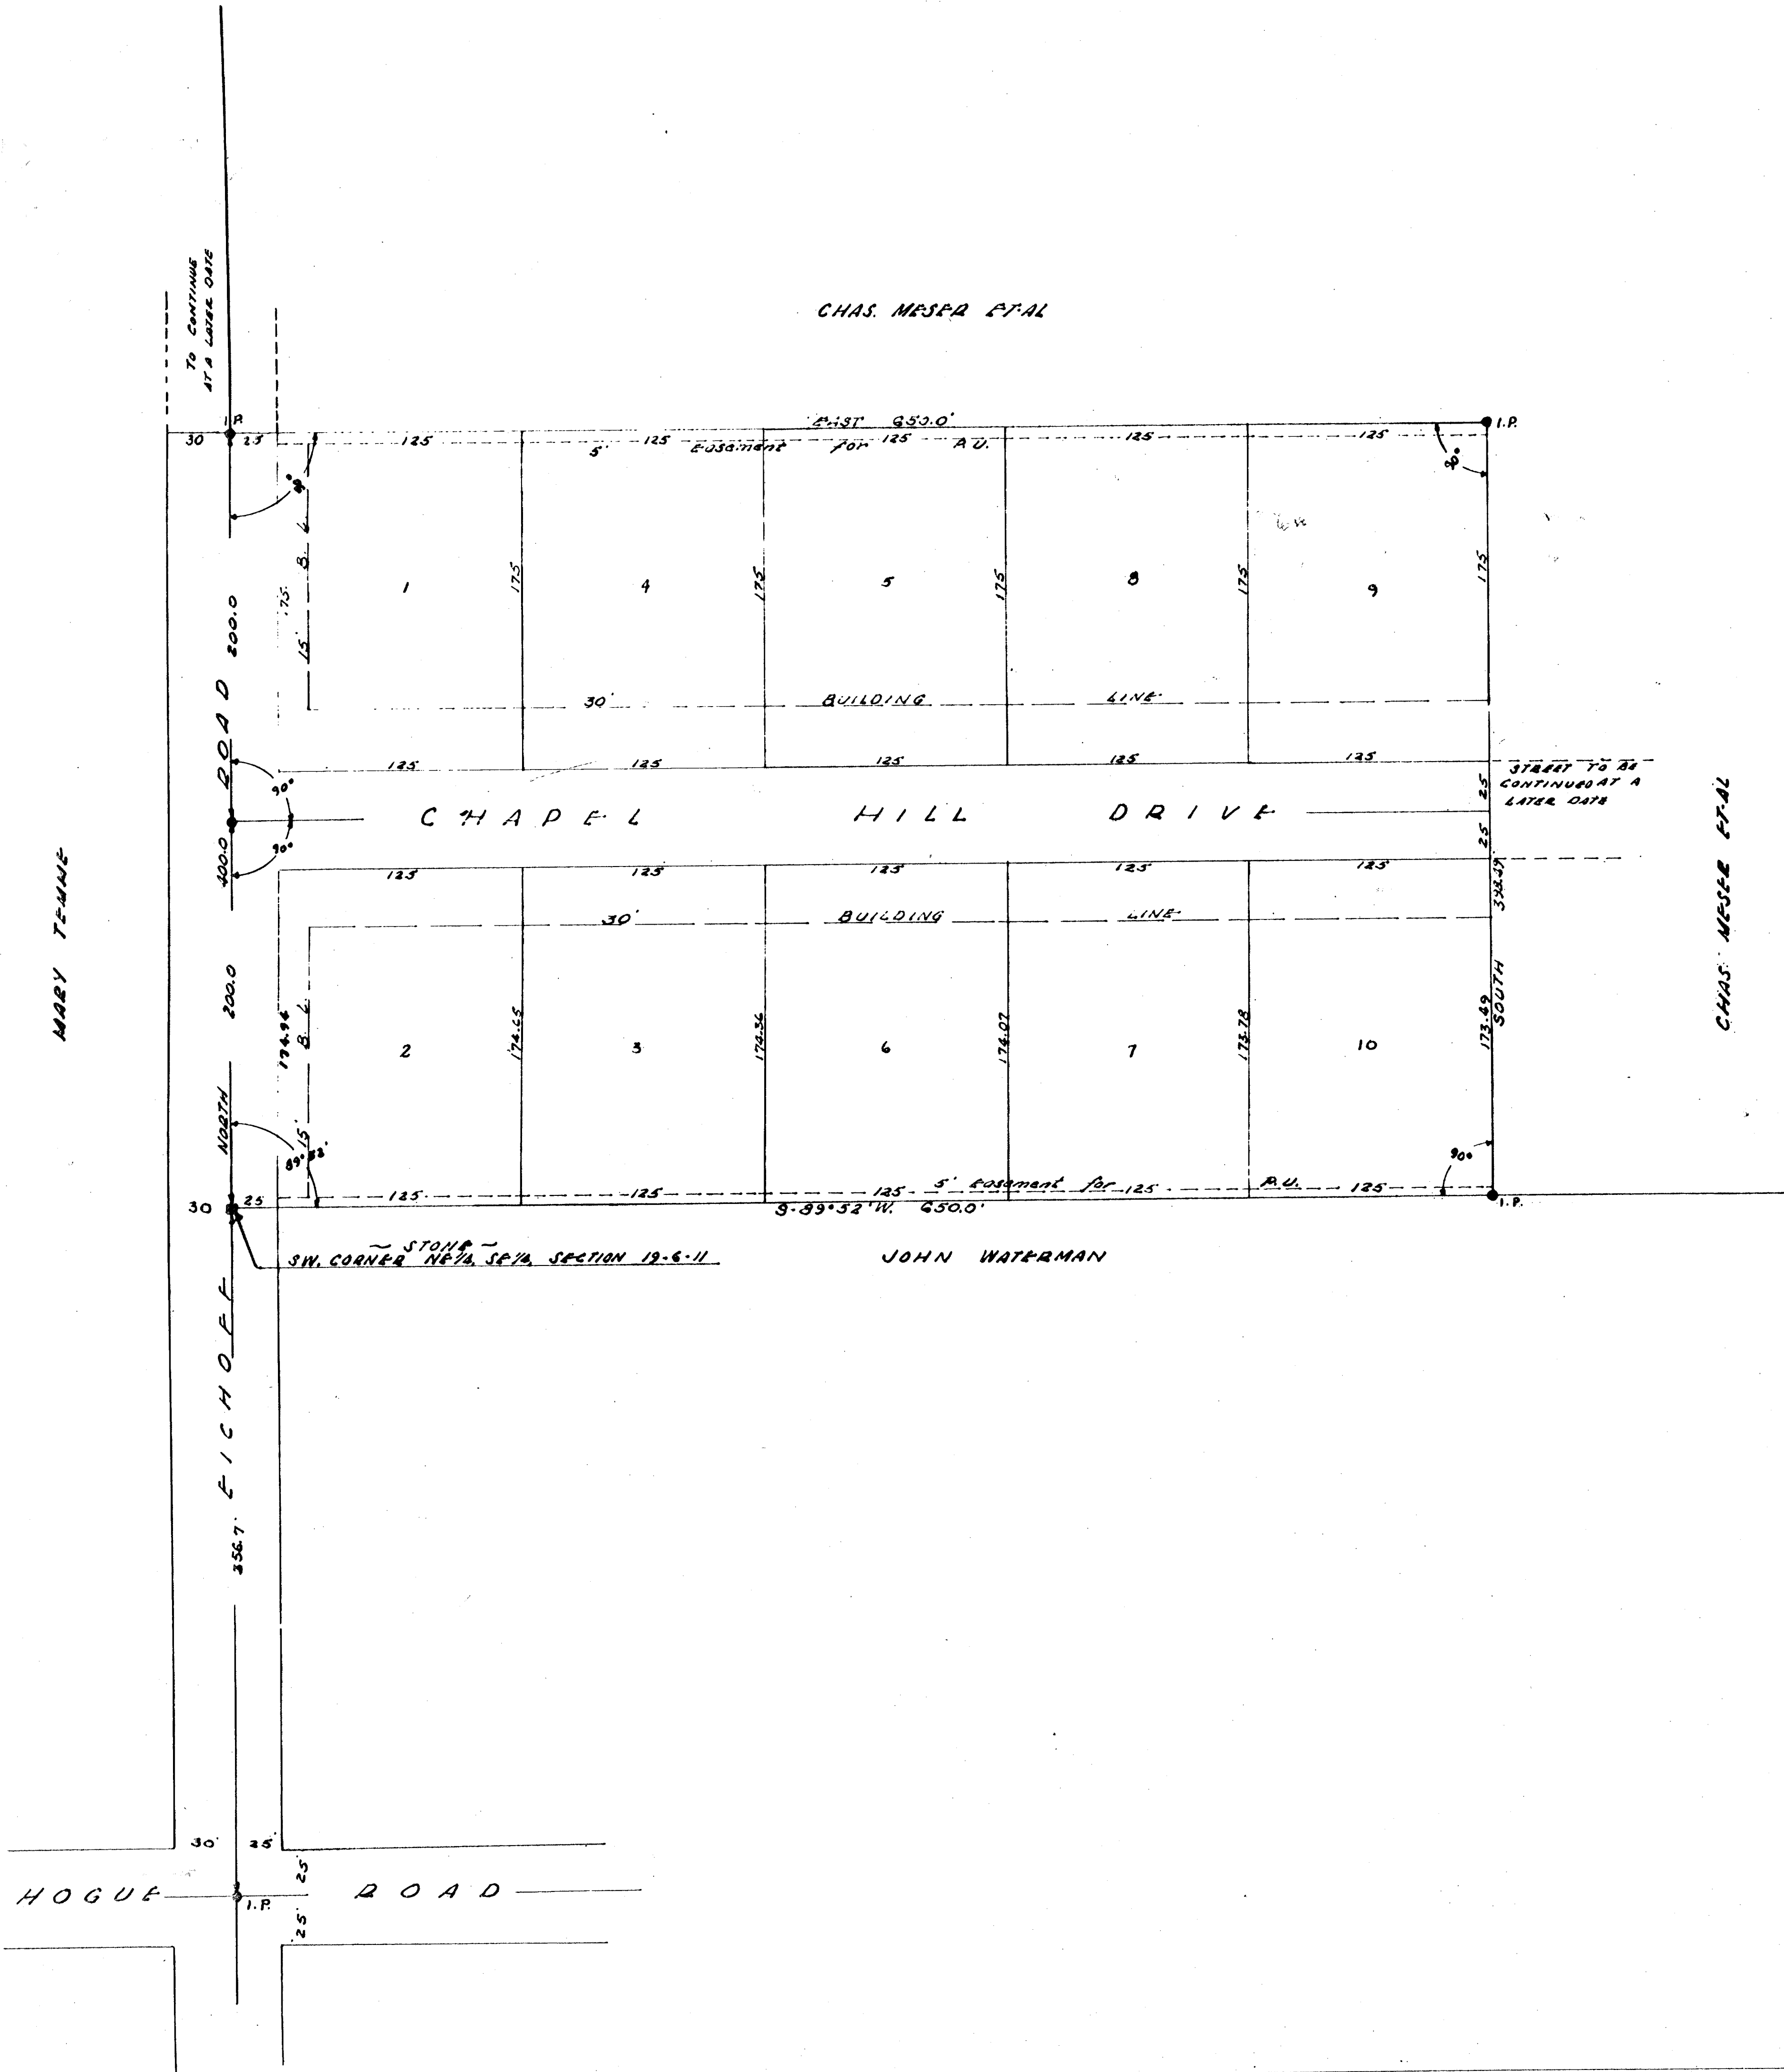 TO CONTINUE
AT A LATER DATE
CHAS. MESER ET-AL
EAST 650.0'
I.P.
30 25 125 125 125 125 125
5' Easement for P.U.
90°
90°
15' B. L.
175
200.0
1 175 4 175 5 175 8 175 9 175
30' BUILDING LINE
125 125 125 125 125
STREET TO BE
CONTINUED AT A
LATER DATE
ROAD
90°
90°
400.0
CHAPEL HILL DRIVE
25
25
MARY TEMME
CHAS. MESER ET-AL
125 125 125 125 125
398.49
30' BUILDING LINE
200.0
174.94
B. L.
15'
2 174.65 3 174.36 6 174.07 7 173.78 10 173.49
SOUTH
NORTH
89°52'
90°
30 25 125 125 125 125 125
5' Easement for P.U.
S-89°52'W. 650.0'
I.P.
~ STONE ~
SW. CORNER NE¼ SE¼ SECTION 19-6-11
JOHN WATERMAN
EICHOFF
356.7
30' 25'
25'
HOGUE ROAD
I.P.
25'